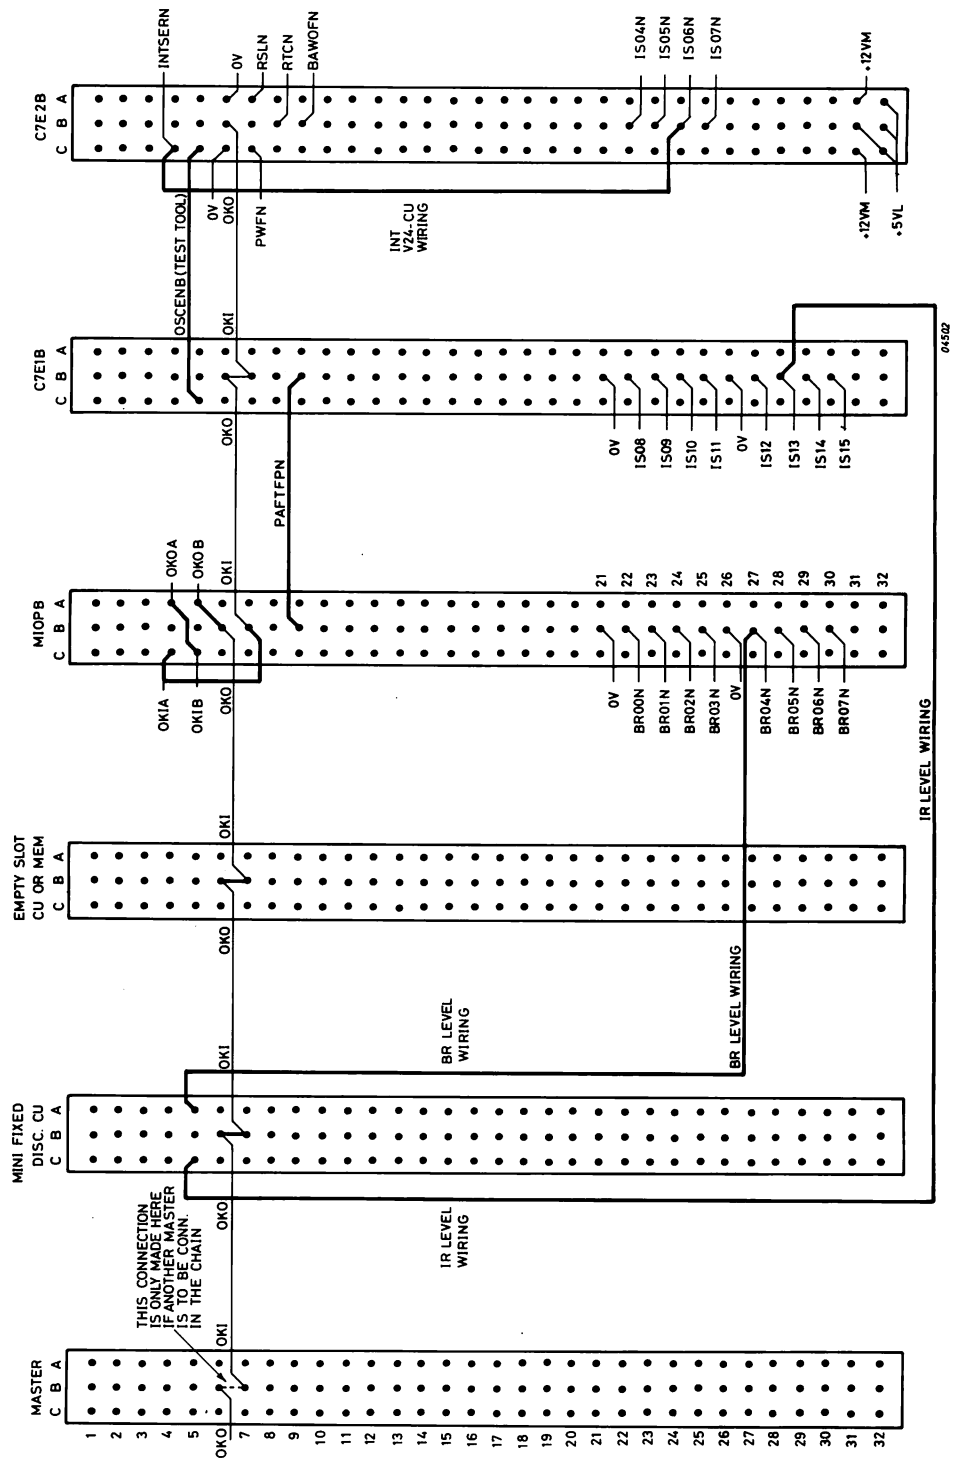 C7E2B
C B A
INTSERN
0V
RSLN
RTCN
BAWOFN
OSCENB (TEST TOOL)
0V
OKO
PWFN
INT
V24-CU
WIRING
IS04N
IS05N
IS06N
IS07N
+12VM
+12VM
+5VL
C7E1B
C B A
OKI
OKO
PAFTFPN
0V
IS08
IS09
IS10
IS11
0V
IS12
IS13
IS14
IS15
04502
MIOPB
C B A
OKOA
OKOB
OKI
OKIA
OKIB
OKO
21
22
23
24
25
26
27
28
29
30
31
32
0V
BR00N
BR01N
BR02N
BR03N
0V
BR04N
BR05N
BR06N
BR07N
IR LEVEL WIRING
EMPTY SLOT
CU OR MEM
C B A
OKI
OKO
BR LEVEL
WIRING
BR LEVEL WIRING
MINI FIXED
DISC. CU
C B A
OKI
OKO
IR LEVEL
WIRING
THIS CONNECTION
IS ONLY MADE HERE
IF ANOTHER MASTER
IS TO BE CONN.
IN THE CHAIN
MASTER
C B A
OKI
OKO
1
2
3
4
5
7
8
9
10
11
12
13
14
15
16
17
18
19
20
21
22
23
24
25
26
27
28
29
30
31
32